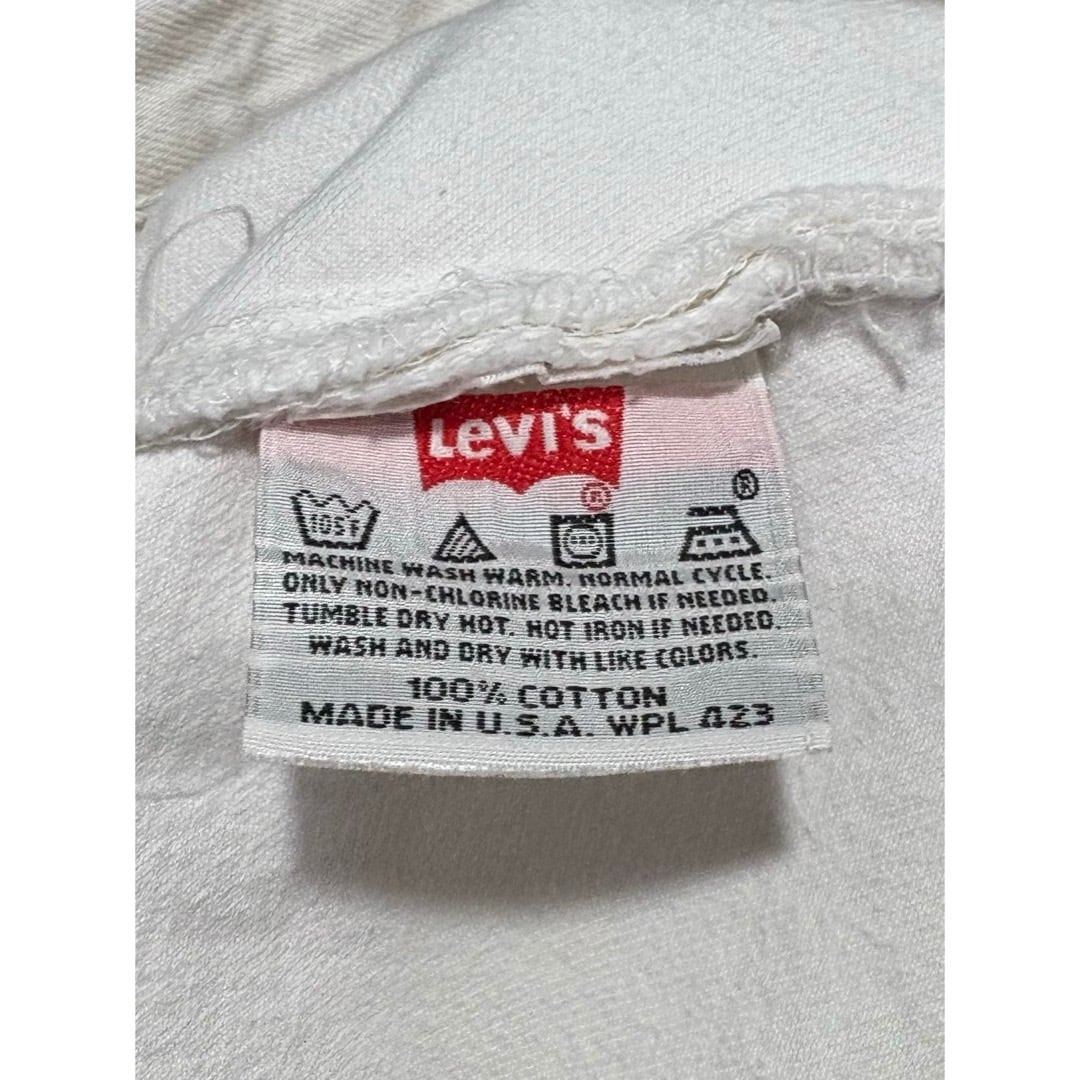 LEVI'S
®
®
105F
MACHINE WASH WARM. NORMAL CYCLE.
ONLY NON-CHLORINE BLEACH IF NEEDED.
TUMBLE DRY HOT. HOT IRON IF NEEDED.
WASH AND DRY WITH LIKE COLORS.
100% COTTON
MADE IN U.S.A. WPL 423